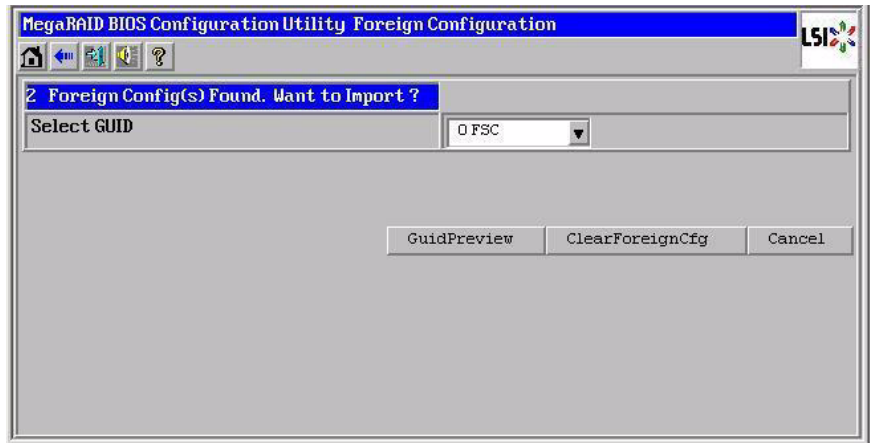 MegaRAID BIOS Configuration Utility Foreign Configuration
LSI
?
2 Foreign Config(s) Found. Want to Import ?
Select GUID
0 FSC
GuidPreview
ClearForeignCfg
Cancel